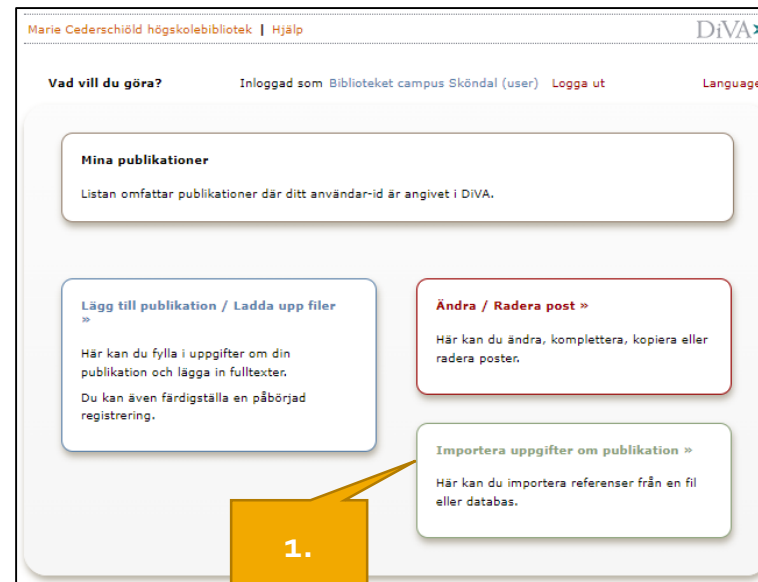 Marie Cederschiöld högskolebibliotek | Hjälp
DiVA
Vad vill du göra?
Inloggad som Biblioteket campus Sköndal (user) Logga ut
Language
Mina publikationer
Listan omfattar publikationer där ditt användar-id är angivet i DiVA.
Lägg till publikation / Ladda upp filer
»
Här kan du fylla i uppgifter om din
publikation och lägga in fulltexter.
Du kan även färdigställa en påbörjad
registrering.
Ändra / Radera post »
Här kan du ändra, komplettera, kopiera eller
radera poster.
Importera uppgifter om publikation »
Här kan du importera referenser från en fil
eller databas.
1.